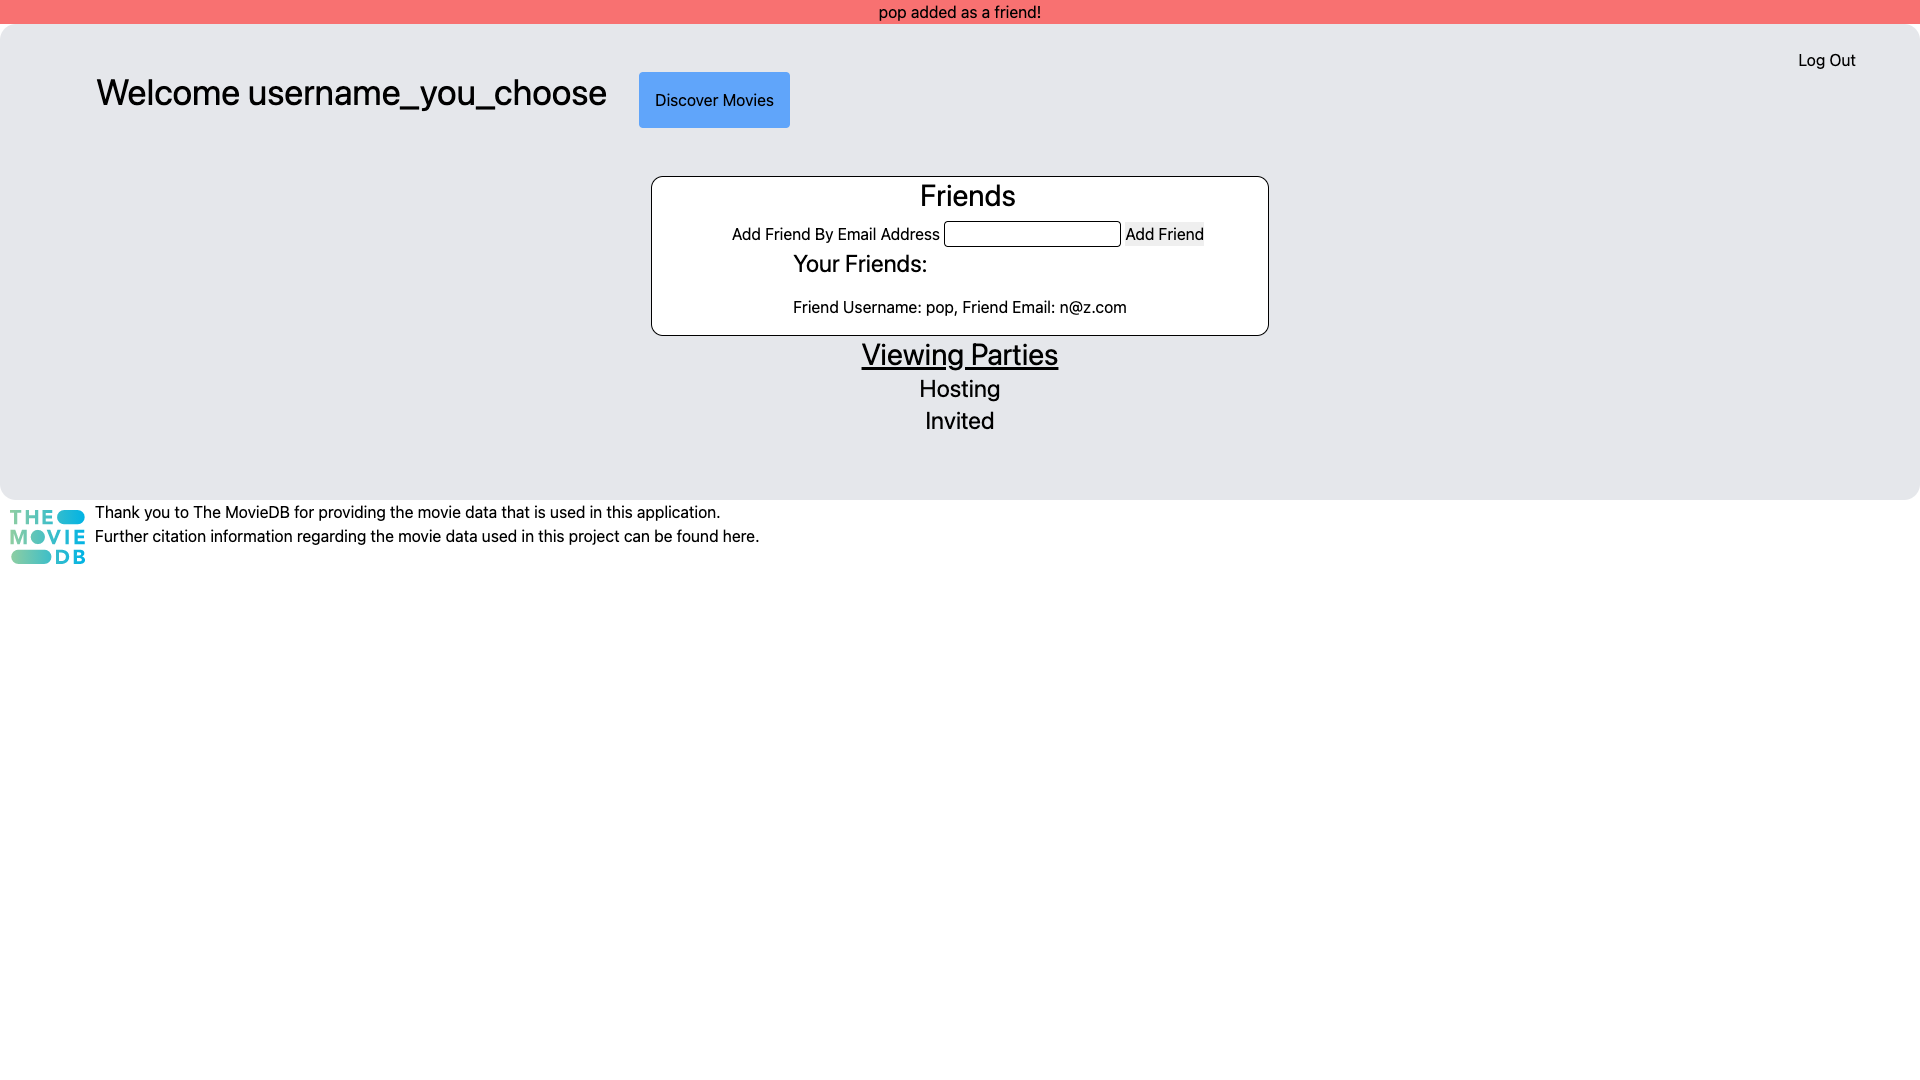 pop added as a friend!
Log Out
Welcome username_you_choose
Discover Movies
Friends
Add Friend By Email Address
Add Friend
Your Friends:
Friend Username: pop, Friend Email: n@z.com
Viewing Parties
Hosting
Invited
THE
MOVIE
DB
Thank you to The MovieDB for providing the movie data that is used in this application.
Further citation information regarding the movie data used in this project can be found here.